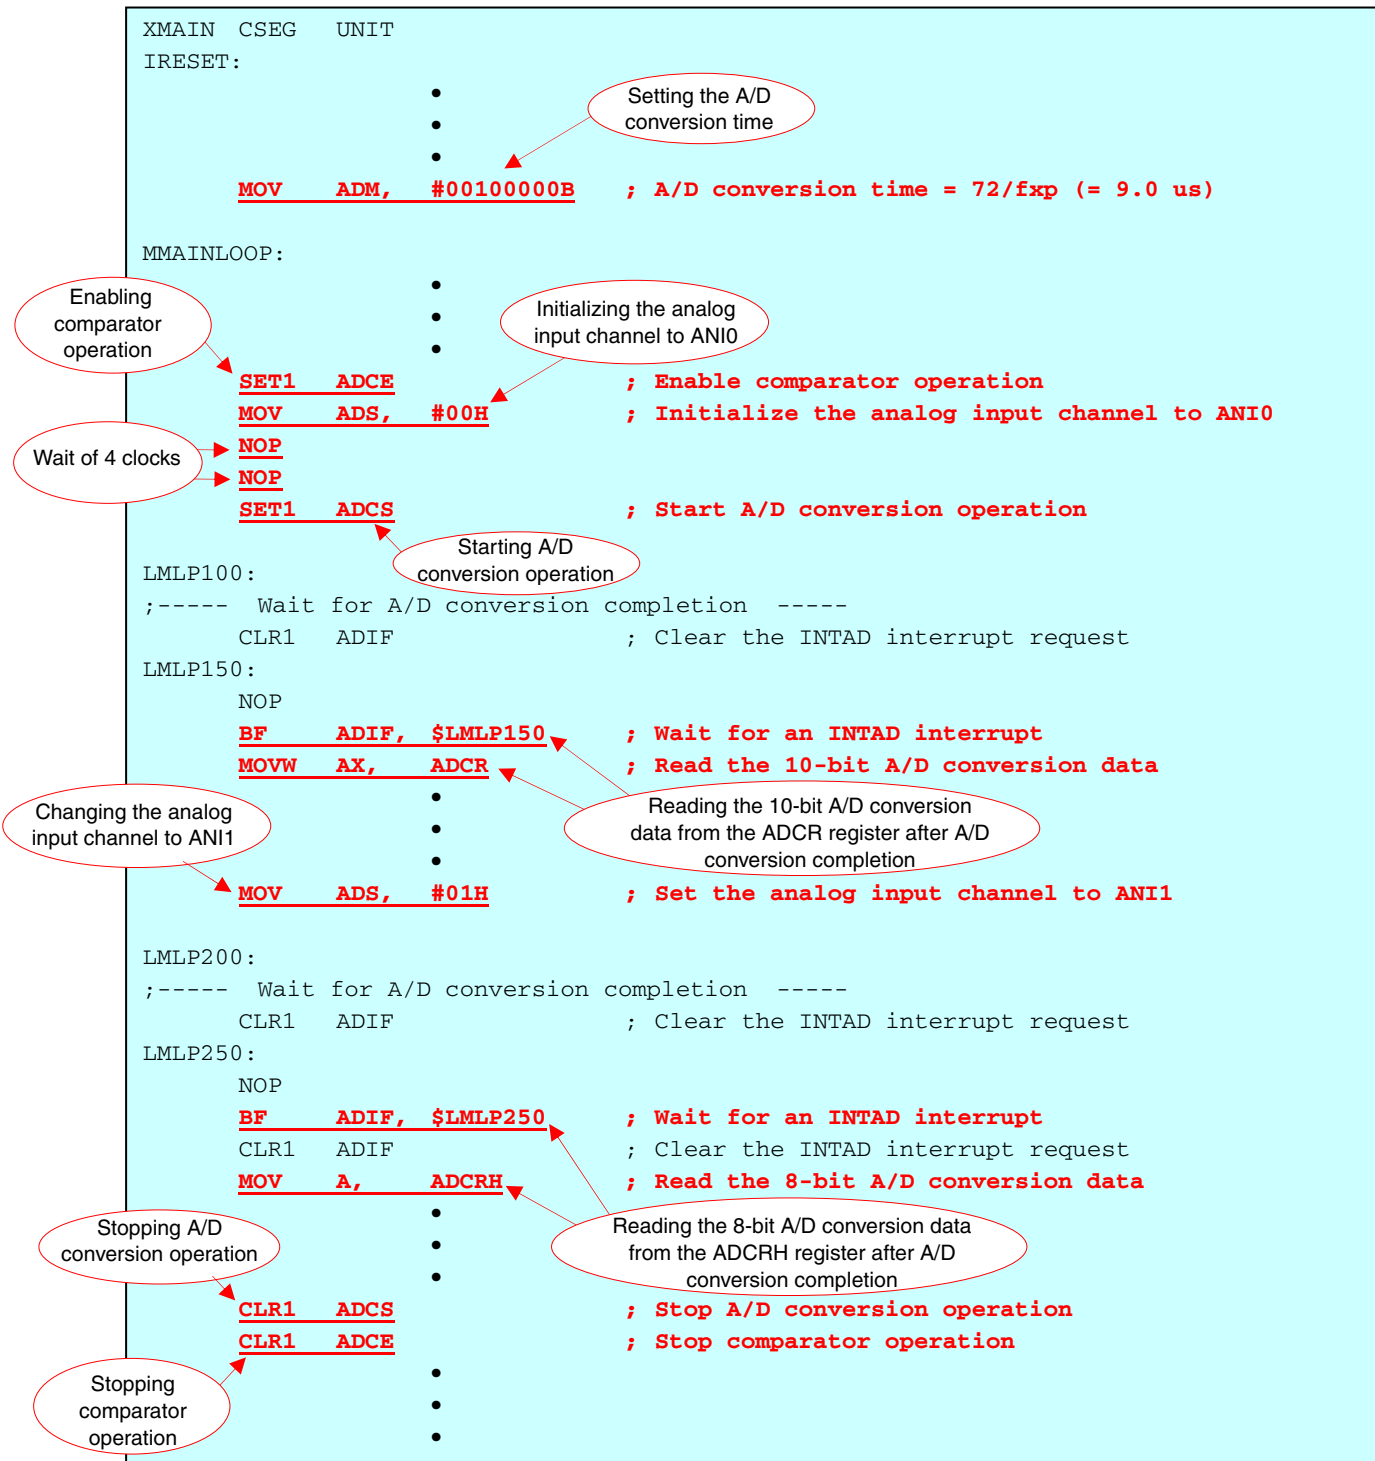 XMAIN CSEG UNIT
IRESET:
Setting the A/D
conversion time
MOV ADM, #00100000B ; A/D conversion time = 72/fxp (= 9.0 us)
MMAINLOOP:
Enabling
comparator
operation
Initializing the analog
input channel to ANI0
SET1 ADCE ; Enable comparator operation
MOV ADS, #00H ; Initialize the analog input channel to ANI0
Wait of 4 clocks
NOP
NOP
SET1 ADCS ; Start A/D conversion operation
Starting A/D
conversion operation
LMLP100:
;----- Wait for A/D conversion completion -----
CLR1 ADIF ; Clear the INTAD interrupt request
LMLP150:
NOP
BF ADIF, $LMLP150 ; Wait for an INTAD interrupt
MOVW AX, ADCR ; Read the 10-bit A/D conversion data
Changing the analog
input channel to ANI1
Reading the 10-bit A/D conversion
data from the ADCR register after A/D
conversion completion
MOV ADS, #01H ; Set the analog input channel to ANI1
LMLP200:
;----- Wait for A/D conversion completion -----
CLR1 ADIF ; Clear the INTAD interrupt request
LMLP250:
NOP
BF ADIF, $LMLP250 ; Wait for an INTAD interrupt
CLR1 ADIF ; Clear the INTAD interrupt request
MOV A, ADCRH ; Read the 8-bit A/D conversion data
Stopping A/D
conversion operation
Reading the 8-bit A/D conversion data
from the ADCRH register after A/D
conversion completion
CLR1 ADCS ; Stop A/D conversion operation
CLR1 ADCE ; Stop comparator operation
Stopping
comparator
operation